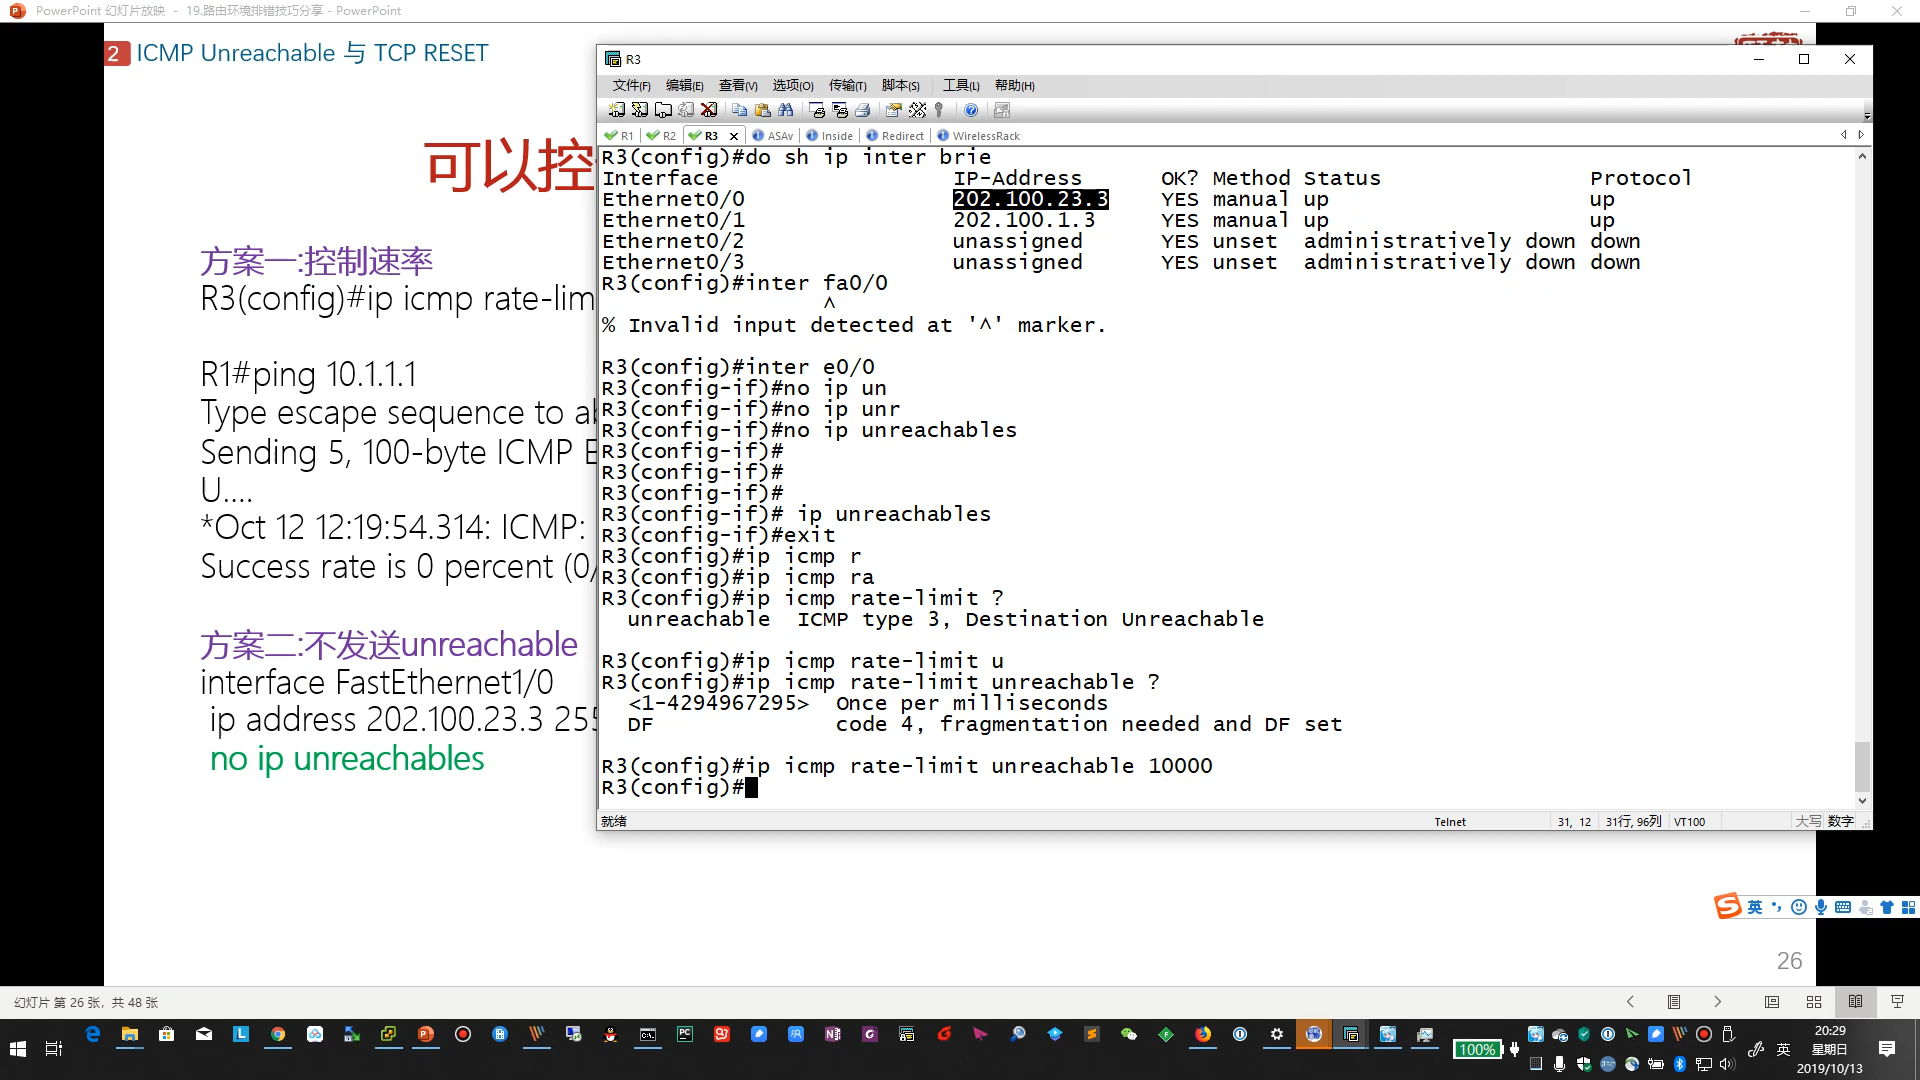 PowerPoint 幻灯片放映 - 19.路由环境排错技巧分享 - PowerPoint
2 ICMP Unreachable 与 TCP RESET
可以控
方案一:控制速率
R3(config)#ip icmp rate-lim
R1#ping 10.1.1.1
Type escape sequence to ab
Sending 5, 100-byte ICMP E
U....
*Oct 12 12:19:54.314: ICMP:
Success rate is 0 percent (0/
方案二:不发送unreachable
interface FastEthernet1/0
ip address 202.100.23.3 255
no ip unreachables
R3
文件(F) 编辑(E) 查看(V) 选项(O) 传输(T) 脚本(S) 工具(L) 帮助(H)
R1 R2 R3 ASAv Inside Redirect WirelessRack
R3(config)#do sh ip inter brie
Interface IP-Address OK? Method Status Protocol
Ethernet0/0 202.100.23.3 YES manual up up
Ethernet0/1 202.100.1.3 YES manual up up
Ethernet0/2 unassigned YES unset administratively down down
Ethernet0/3 unassigned YES unset administratively down down
R3(config)#inter fa0/0
^
% Invalid input detected at '^' marker.
R3(config)#inter e0/0
R3(config-if)#no ip un
R3(config-if)#no ip unr
R3(config-if)#no ip unreachables
R3(config-if)#
R3(config-if)#
R3(config-if)#
R3(config-if)# ip unreachables
R3(config-if)#exit
R3(config)#ip icmp r
R3(config)#ip icmp ra
R3(config)#ip icmp rate-limit ?
unreachable ICMP type 3, Destination Unreachable
R3(config)#ip icmp rate-limit u
R3(config)#ip icmp rate-limit unreachable ?
<1-4294967295> Once per milliseconds
DF code 4, fragmentation needed and DF set
R3(config)#ip icmp rate-limit unreachable 10000
R3(config)#
就绪 Telnet 31, 12 31行, 96列 VT100 大写 数字
英
26
幻灯片 第 26 张，共 48 张
100%
英
20:29
星期日
2019/10/13